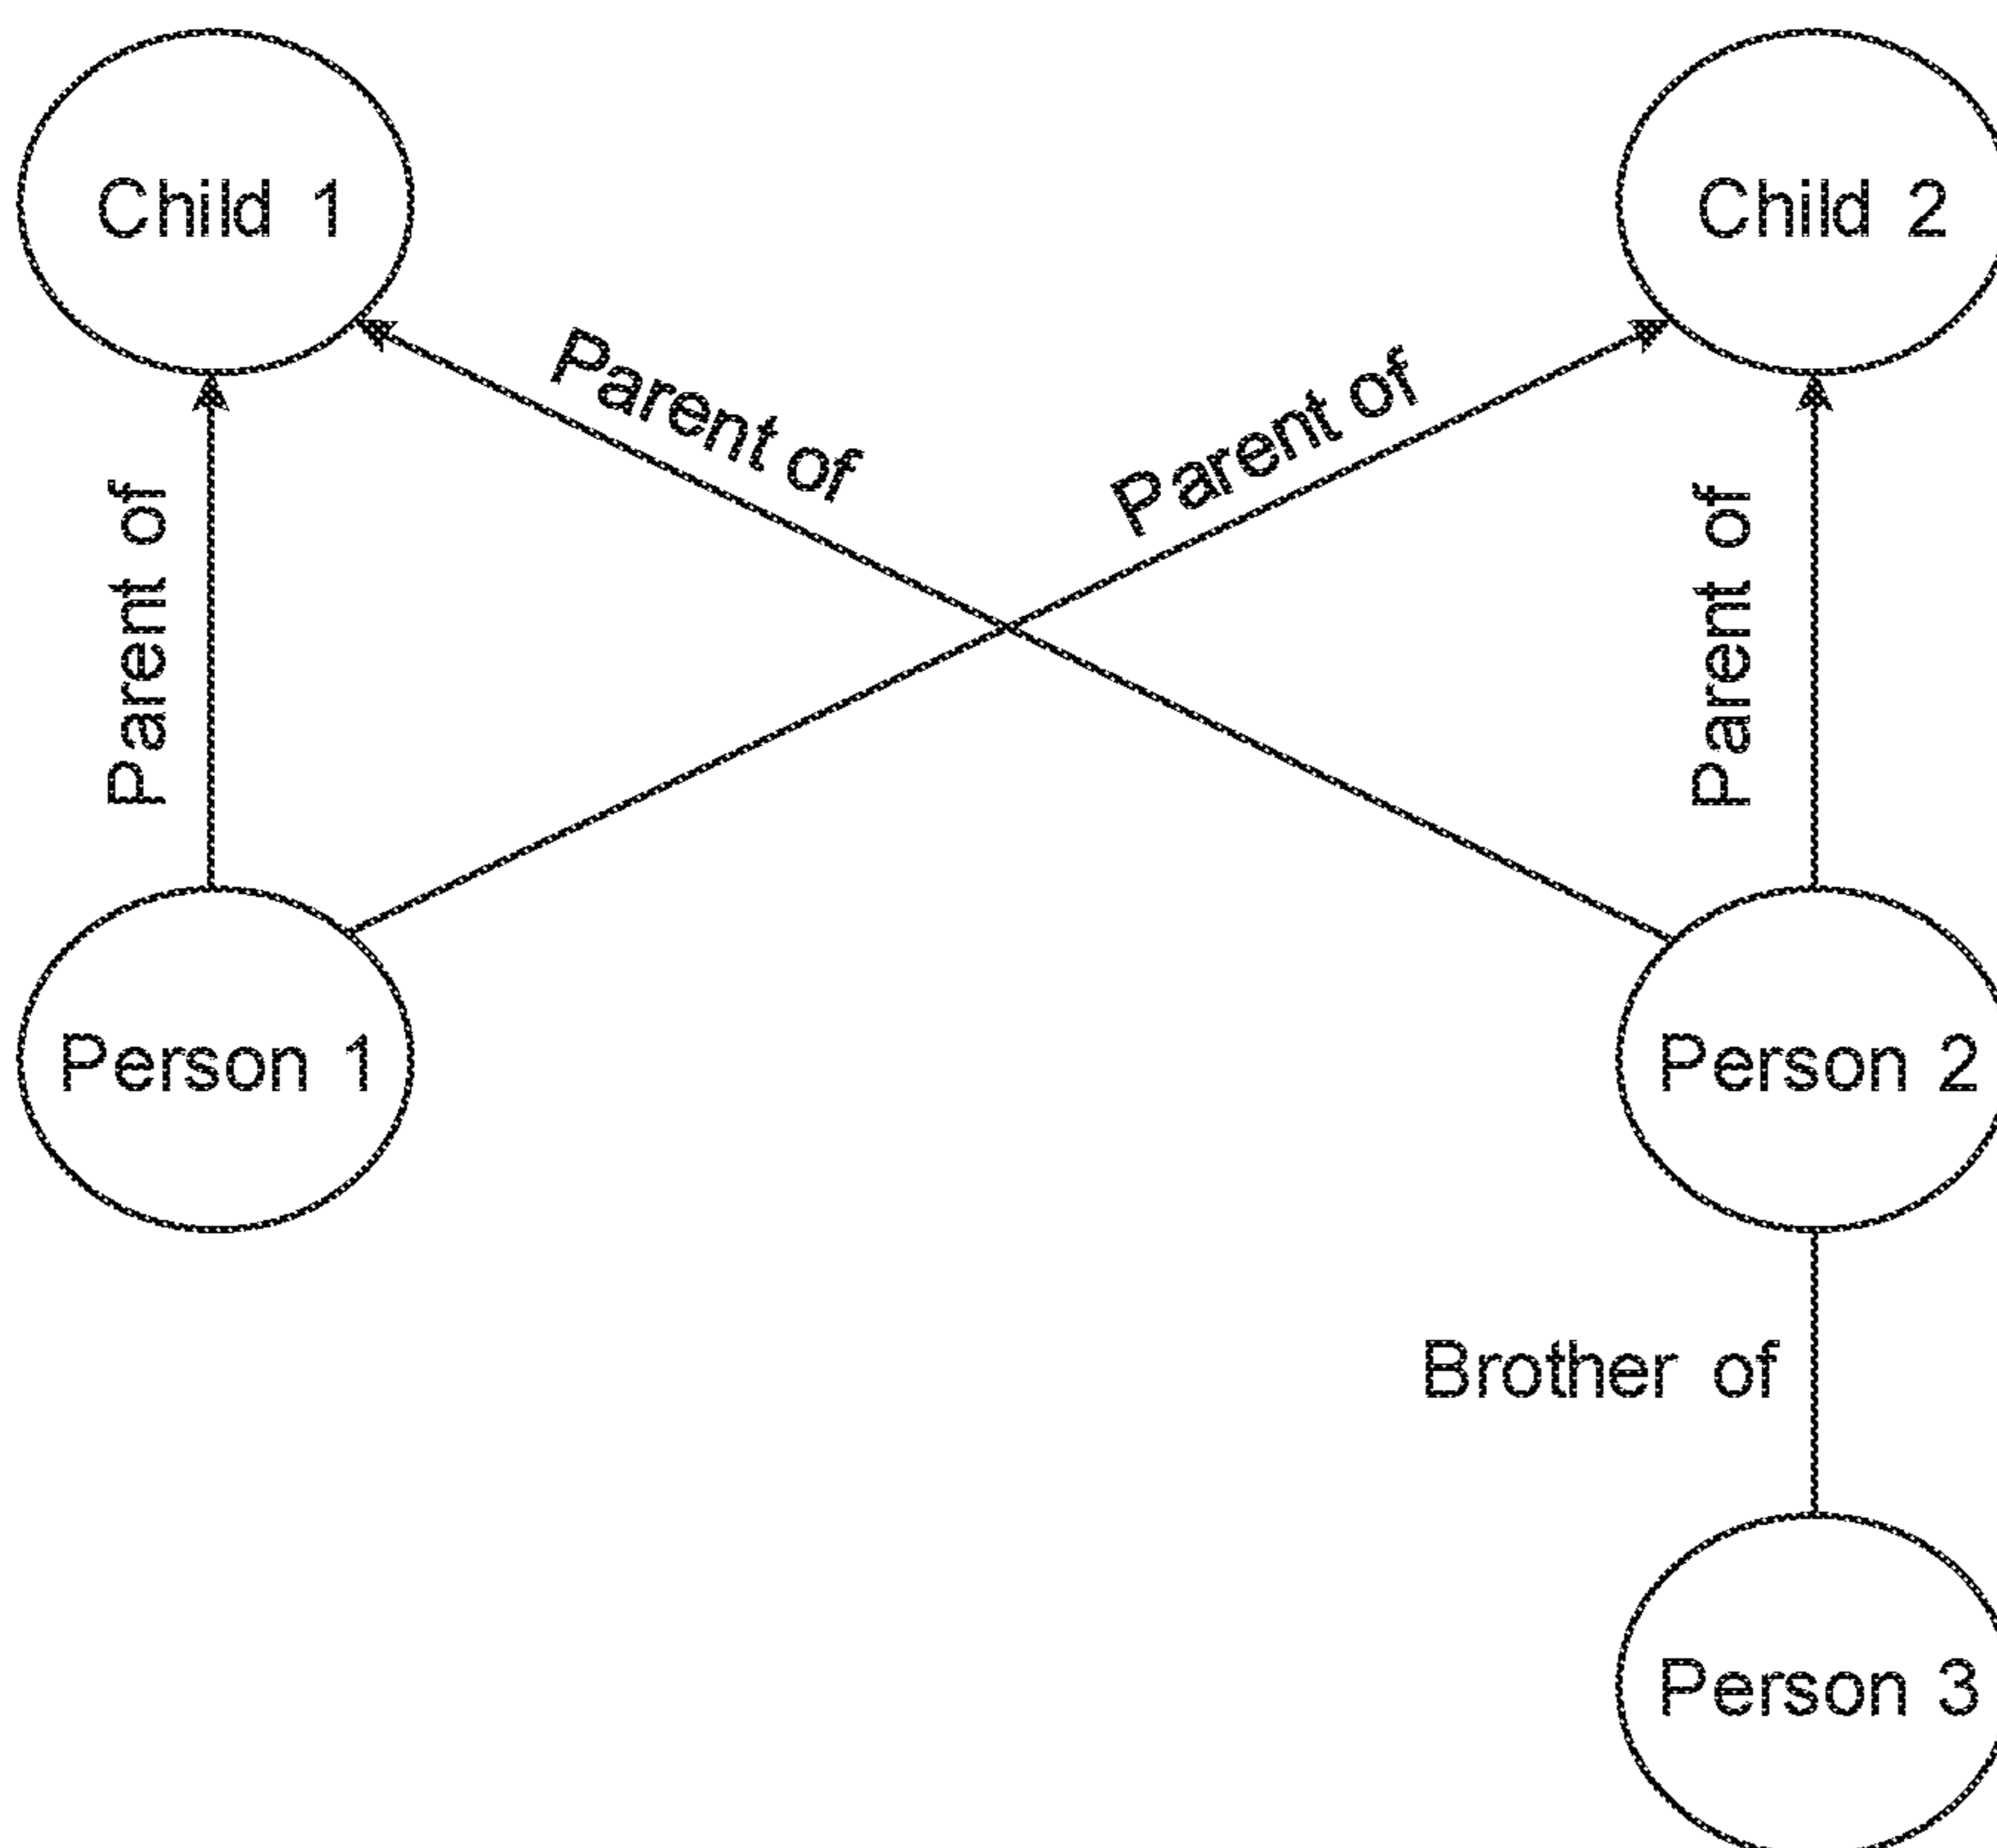 Child 1
Child 2
Parent of
Parent of
Parent of
Parent of
Person 1
Person 2
Brother of
Person 3